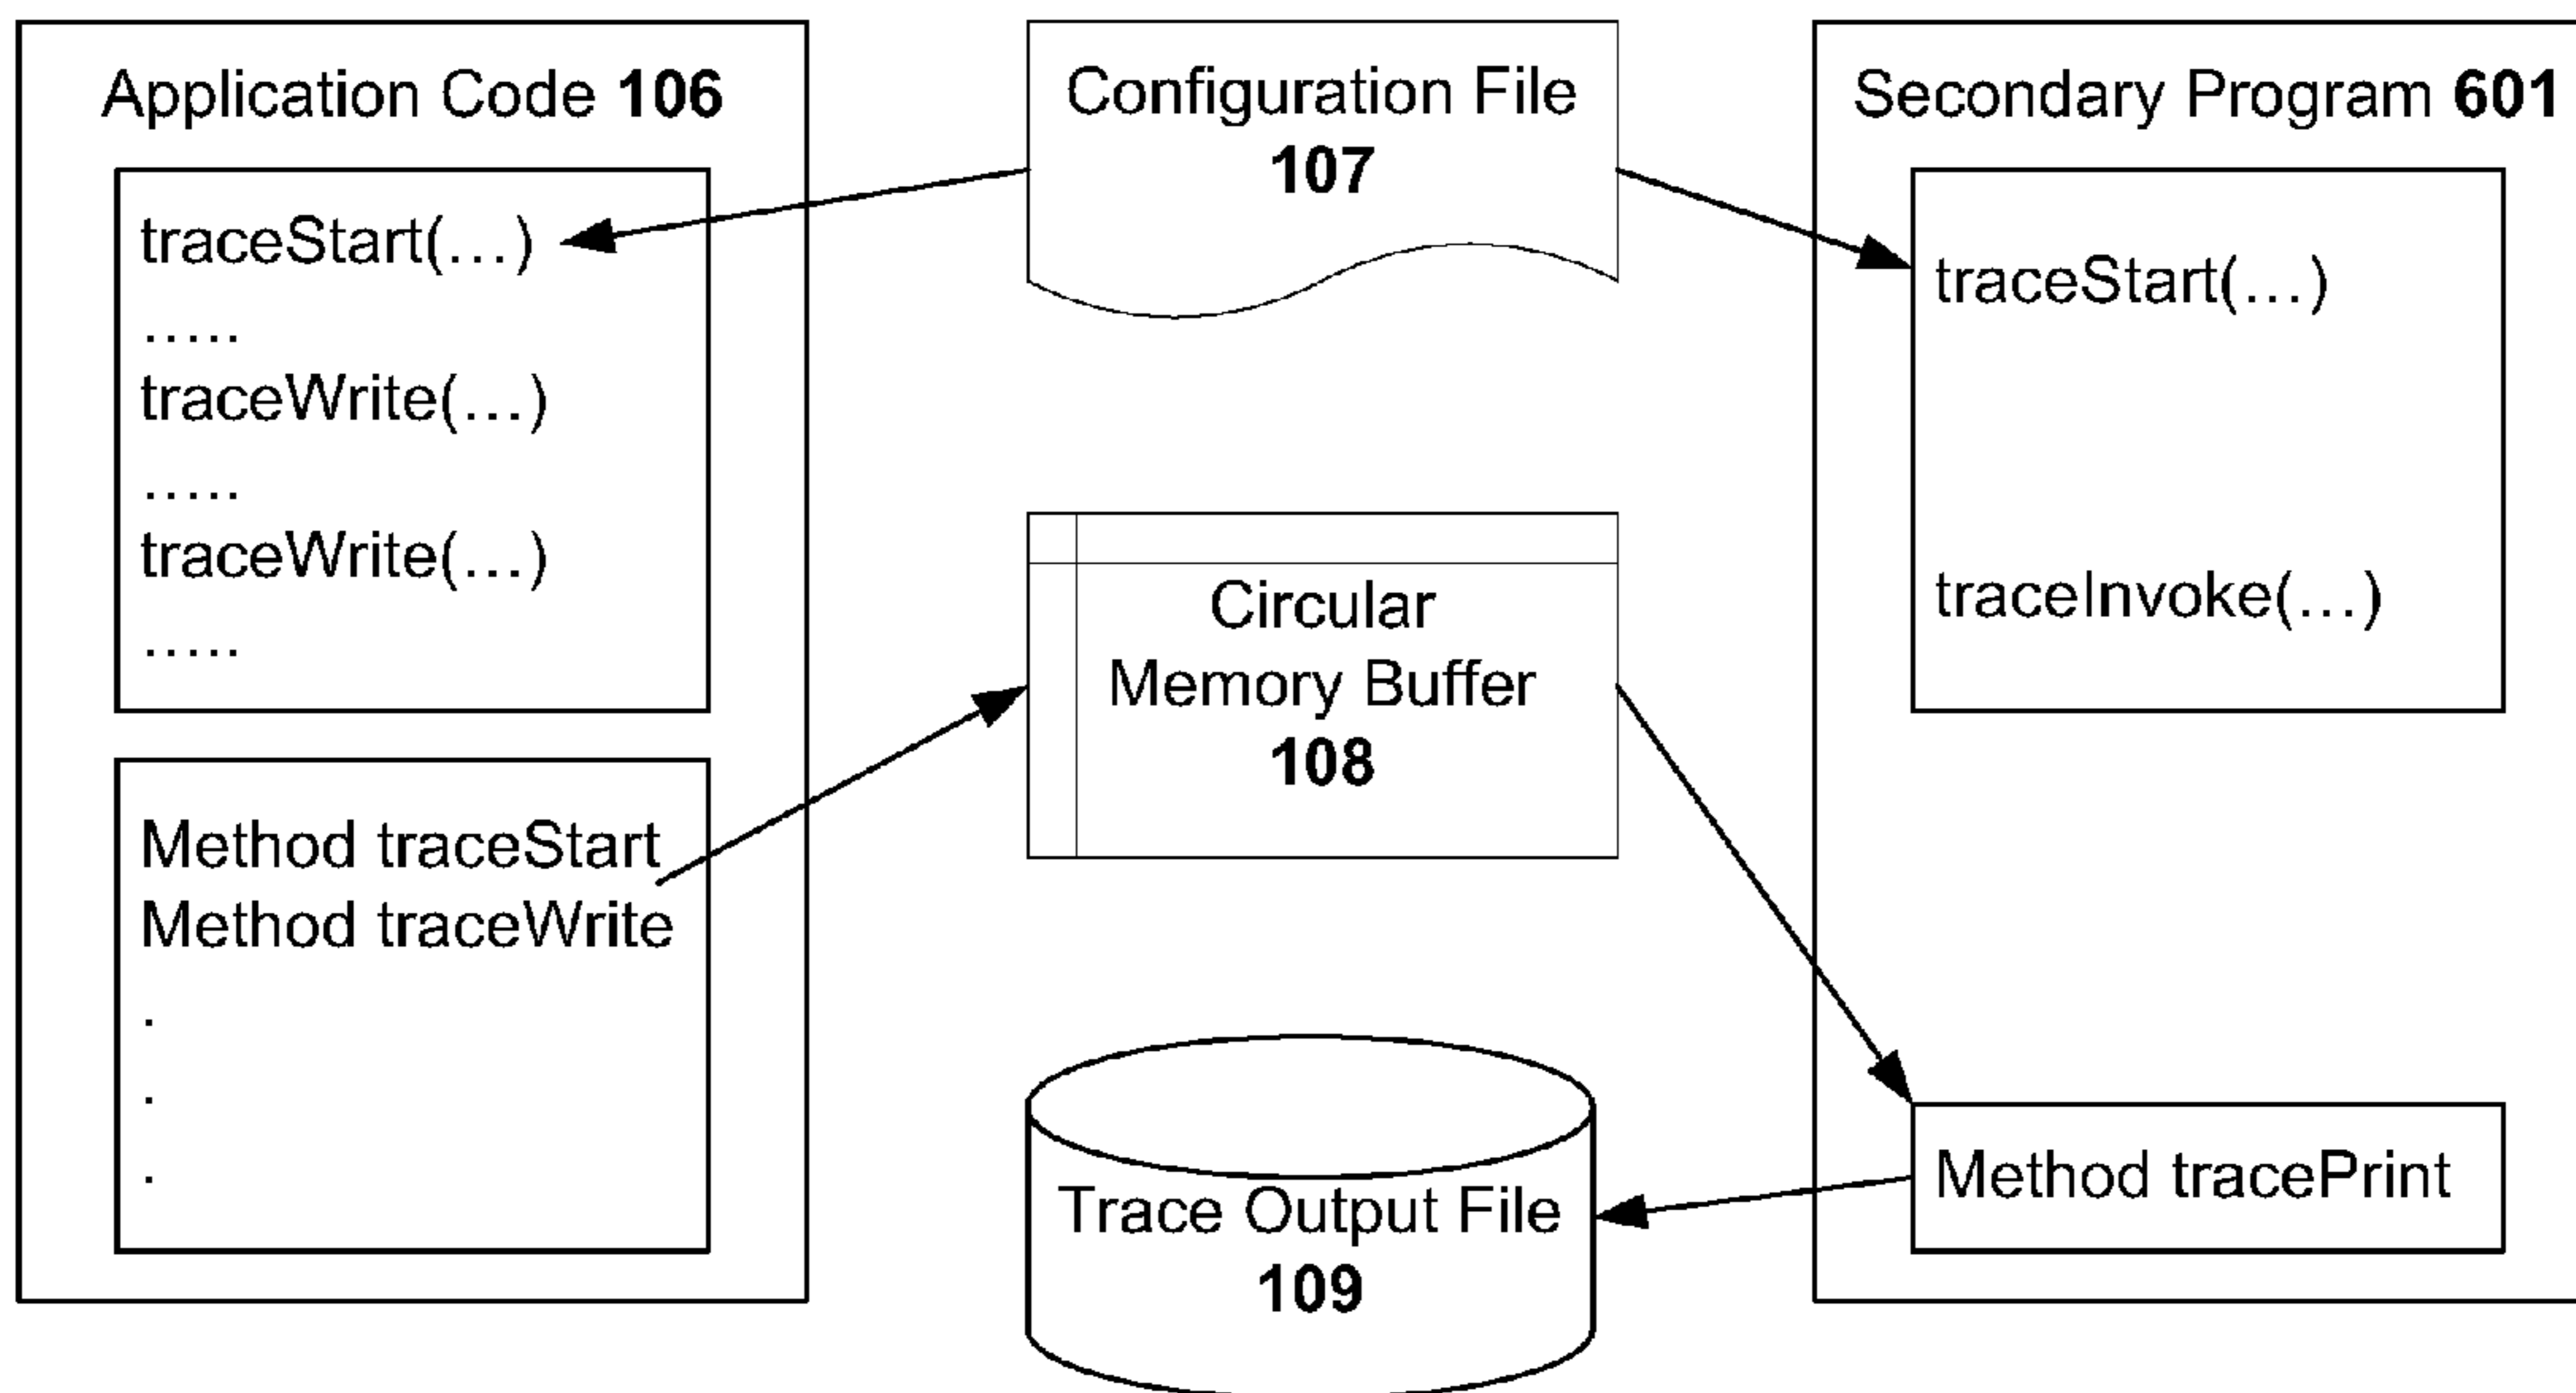 Application Code 106
traceStart(...)
.....
traceWrite(...)
.....
traceWrite(...)
.....
Method traceStart
Method traceWrite
.
.
.
Configuration File
107
Circular
Memory Buffer
108
Trace Output File
109
Secondary Program 601
traceStart(...)
traceInvoke(...)
Method tracePrint